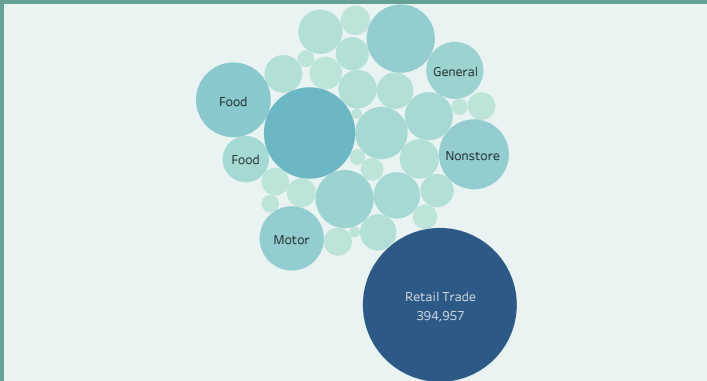 General
Food
Nonstore
Food
Motor
Retail Trade
394,957